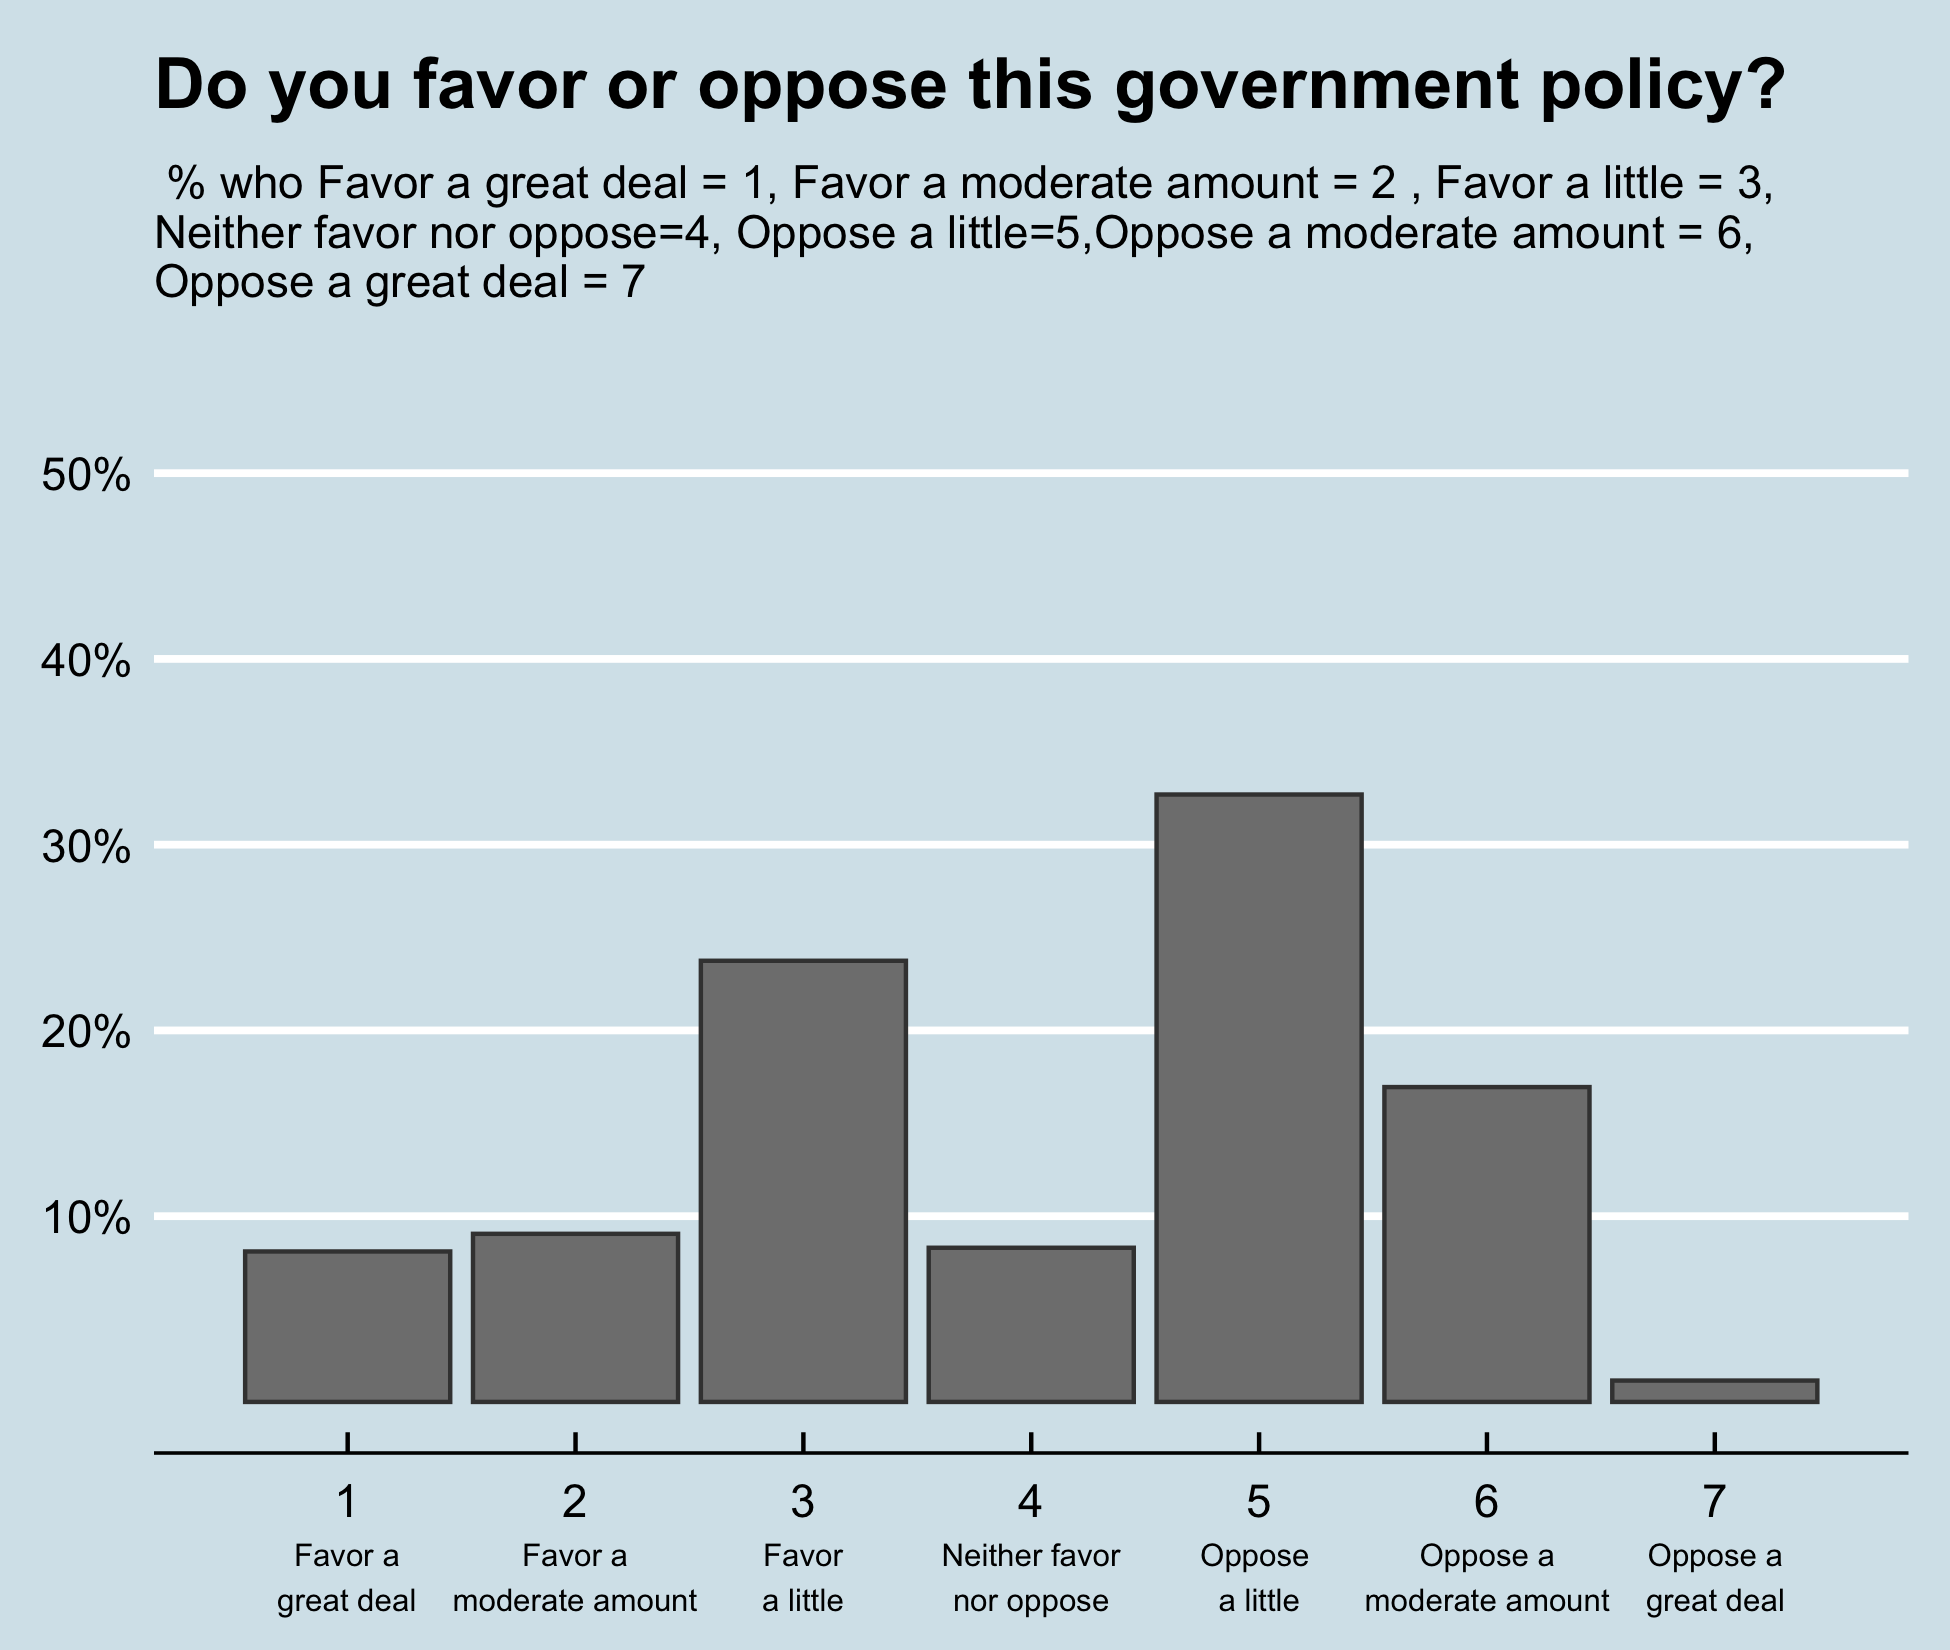 Do you favor or oppose this government policy?
% who Favor a great deal = 1, Favor a moderate amount = 2 , Favor a little = 3,
Neither favor nor oppose=4, Oppose a little=5,Oppose a moderate amount = 6,
Oppose a great deal = 7
50%
40%
30%
20%
10%
1 2 3 4 5 6 7
Favor a Favor a Favor Neither favor Oppose Oppose a Oppose a
great deal moderate amount a little nor oppose a little moderate amount great deal